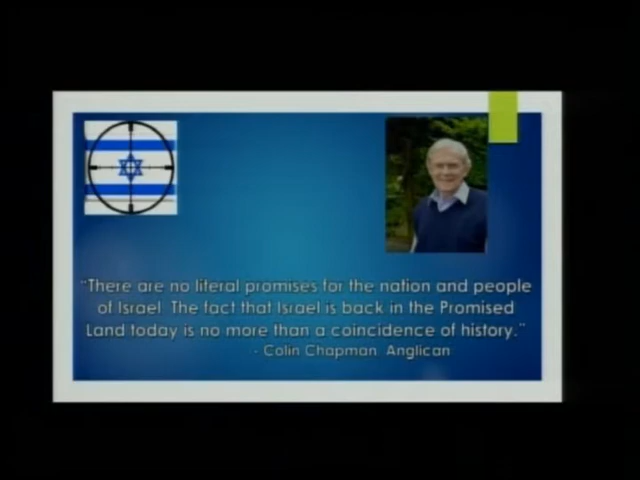 "There are no literal promises for the nation and people
of Israel. The fact that Israel is back in the Promised
Land today is no more than a coincidence of history."
- Colin Chapman, Anglican